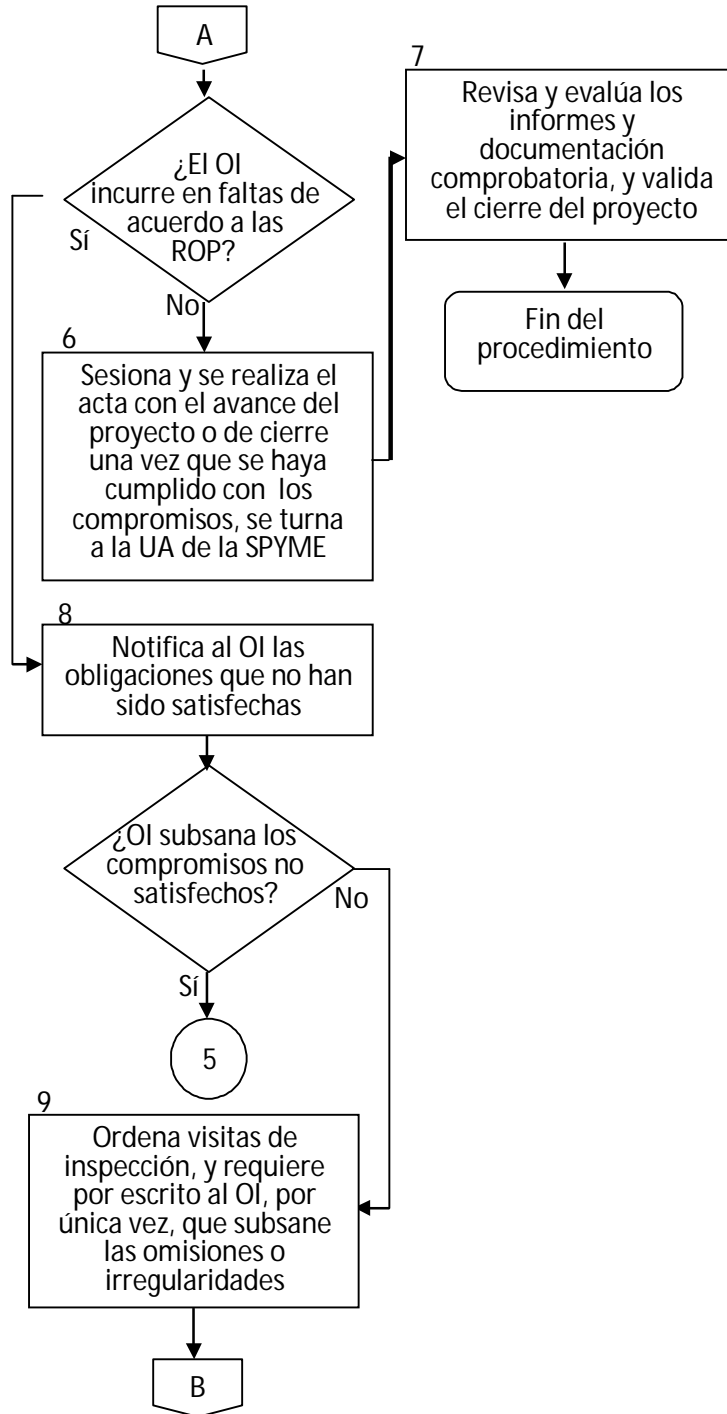 A
¿El OI
incurre en faltas de
acuerdo a las
ROP?
Sí
No
6
Sesiona y se realiza el
acta con el avance del
proyecto o de cierre
una vez que se haya
cumplido con los
compromisos, se turna
a la UA de la SPYME
7
Revisa y evalúa los
informes y
documentación
comprobatoria, y valida
el cierre del proyecto
Fin del
procedimiento
8
Notifica al OI las
obligaciones que no han
sido satisfechas
¿OI subsana los
compromisos no
satisfechos?
No
Sí
5
9
Ordena visitas de
inspección, y requiere
por escrito al OI, por
única vez, que subsane
las omisiones o
irregularidades
B